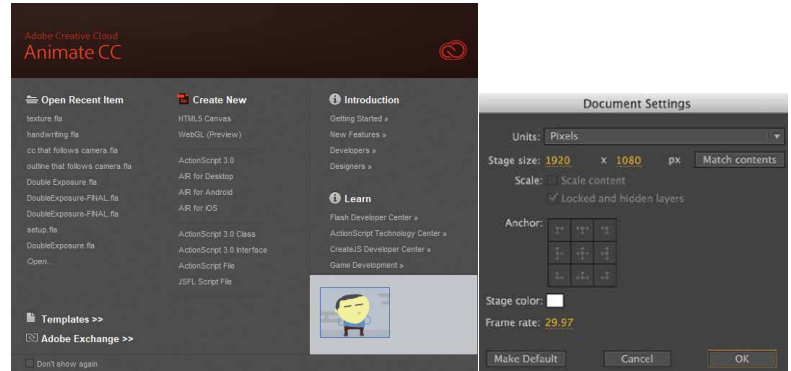 Adobe Creative Cloud
Animate CC
Open Recent Item
texture.fla
handwriting.fla
cc that follows camera.fla
outline that follows camera.fla
Double Exposure.fla
DoubleExposure-FINAL.fla
DoubleExposure-FINAL.fla
setup.fla
DoubleExposure.fla
Open...
Templates >>
Adobe Exchange >>
Don't show again
Create New
HTML5 Canvas
WebGL (Preview)
ActionScript 3.0
AIR for Desktop
AIR for Android
AIR for iOS
ActionScript 3.0 Class
ActionScript 3.0 Interface
ActionScript File
JSFL Script File
Introduction
Getting Started »
New Features »
Developers »
Designers »
Learn
Flash Developer Center »
ActionScript Technology Center »
CreateJS Developer Center »
Game Development »
Document Settings
Units: Pixels
Stage size: 1920 x 1080 px Match contents
Scale: Scale content
Locked and hidden layers
Anchor:
Stage color:
Frame rate: 29.97
Make Default Cancel OK